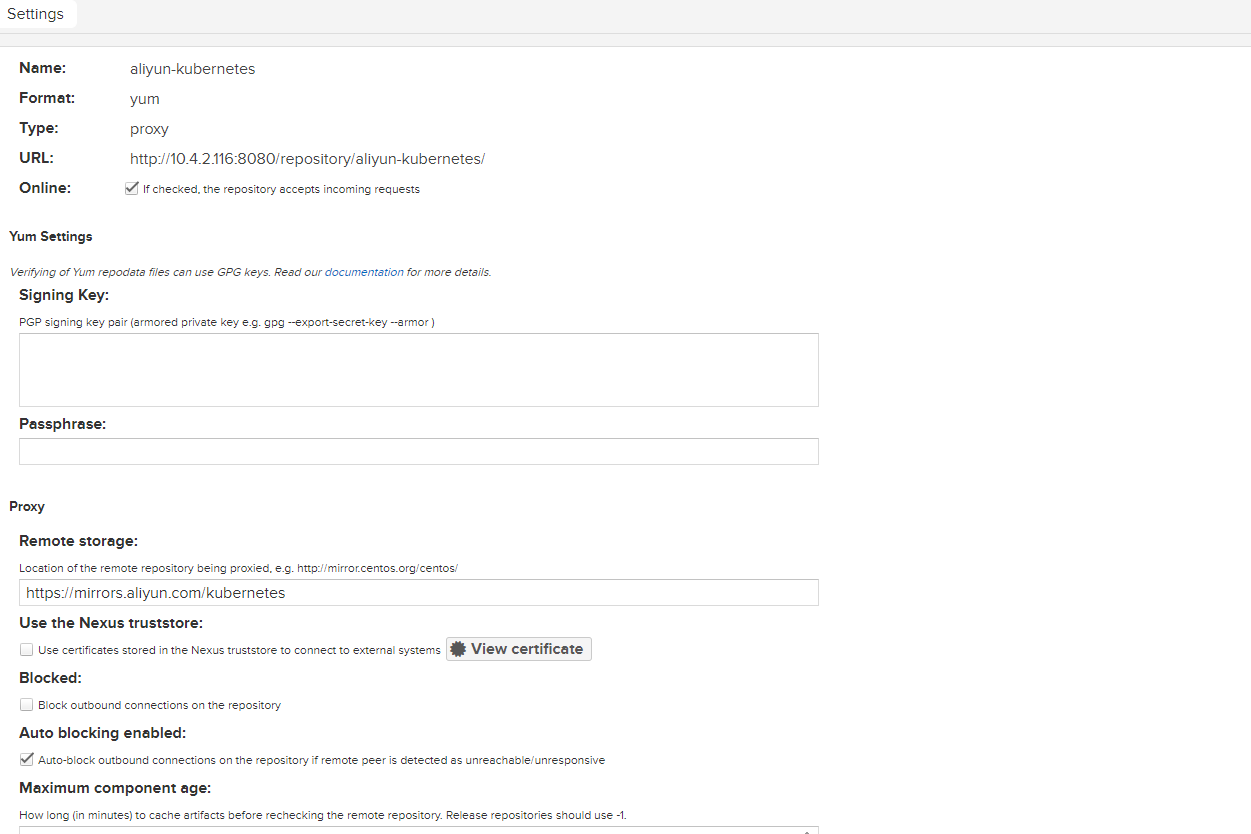 Settings
Name: aliyun-kubernetes
Format: yum
Type: proxy
URL: http://10.4.2.116:8080/repository/aliyun-kubernetes/
Online: If checked, the repository accepts incoming requests
Yum Settings
Verifying of Yum repodata files can use GPG keys. Read our documentation for more details.
Signing Key:
PGP signing key pair (armored private key e.g. gpg --export-secret-key --armor )
Passphrase:
Proxy
Remote storage:
Location of the remote repository being proxied, e.g. http://mirror.centos.org/centos/
https://mirrors.aliyun.com/kubernetes
Use the Nexus truststore:
Use certificates stored in the Nexus truststore to connect to external systems View certificate
Blocked:
Block outbound connections on the repository
Auto blocking enabled:
Auto-block outbound connections on the repository if remote peer is detected as unreachable/unresponsive
Maximum component age:
How long (in minutes) to cache artifacts before rechecking the remote repository. Release repositories should use -1.